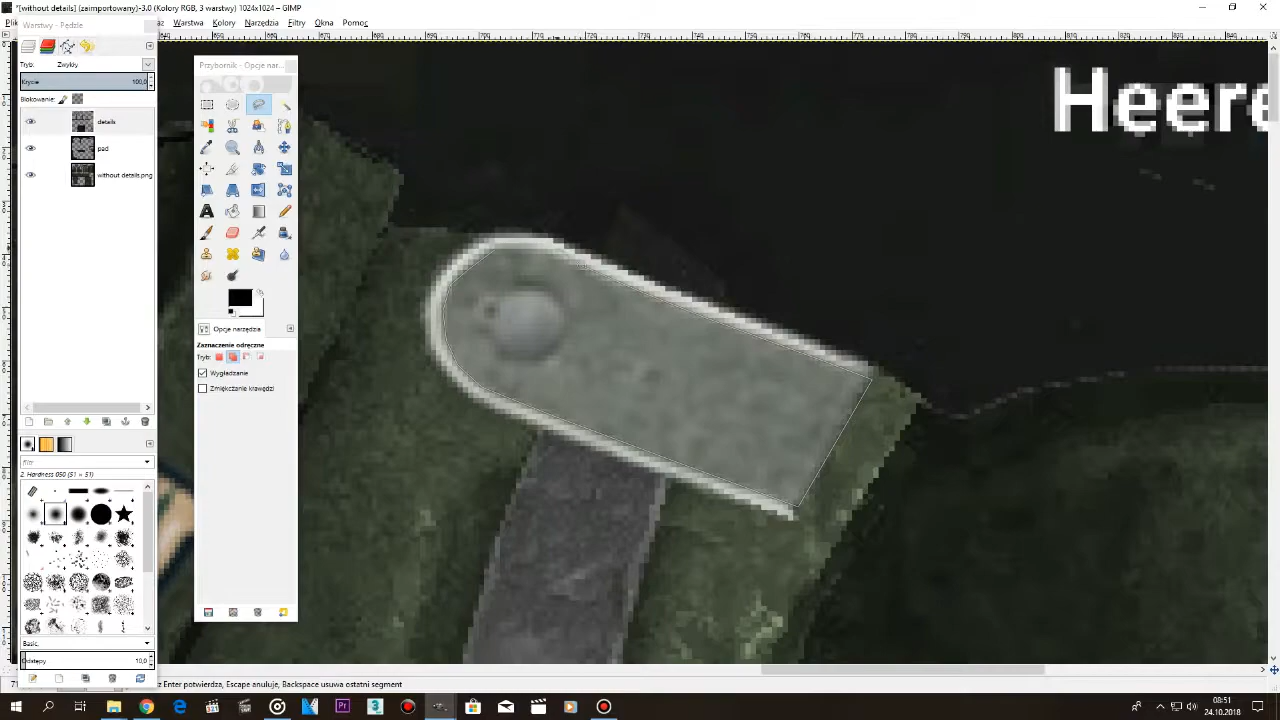 *[without details] (zaimportowany)-3.0 (Kolory RGB, 3 warstwy) 1024x1024 – GIMP
Warstwa Kolory Narzędzia Filtry Okna Pomoc
Warstwy - Pędzle
Tryb: Zwykły
Krycie 100,0
Blokowanie:
details
pad
without details.png
filtr
2. Hardness 050 (51 × 51)
Basic,
Odstępy 10,0
Przybornik - Opcje nar...
Opcje narzędzia
Zaznaczenie odręczne
Tryb:
Wygładzanie
Zmiękczanie krawędzi
Heer
Enter potwierdza, Escape anuluje, Backspace usuwa ostatni segment
08:51
24.10.2018